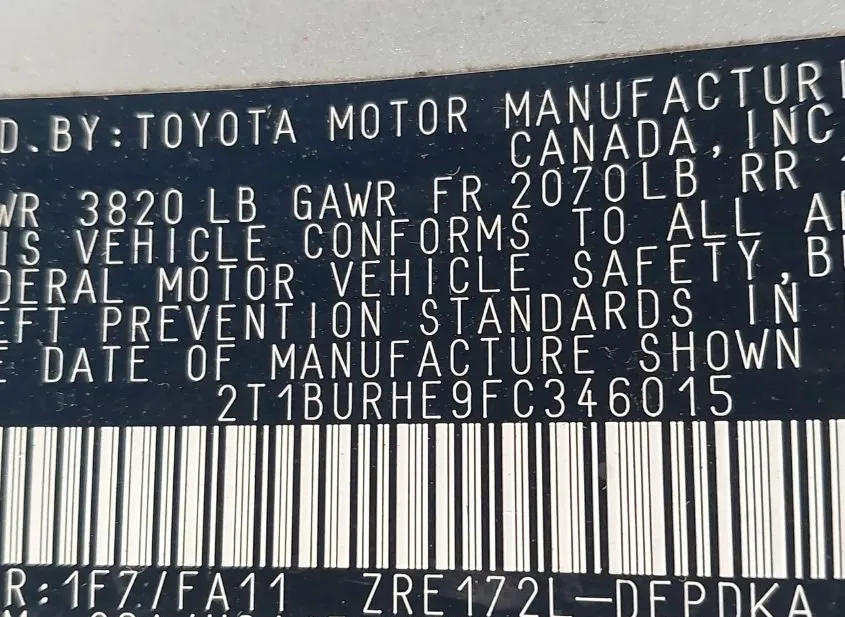 D. BY: TOYOTA MOTOR MANUFACTUR
CANADA, INC
WR 3820 LB GAWR FR 2070LB RR
IS VEHICLE CONFORMS TO ALL A
DERAL MOTOR VEHICLE SAFETY, B
EFT PREVENTION STANDARDS IN
E DATE OF MANUFACTURE SHOWN
2T1BURHE9FC346015
R:1F7/FA11 ZRE172L-DEPDKA